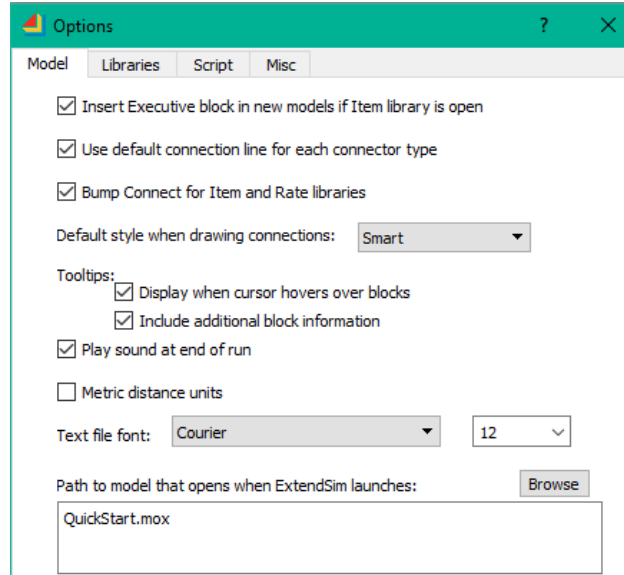 Options ?
Model Libraries Script Misc
Insert Executive block in new models if Item library is open
Use default connection line for each connector type
Bump Connect for Item and Rate libraries
Default style when drawing connections: Smart
Tooltips:
Display when cursor hovers over blocks
Include additional block information
Play sound at end of run
Metric distance units
Text file font: Courier 12
Path to model that opens when ExtendSim launches: Browse
QuickStart.mox